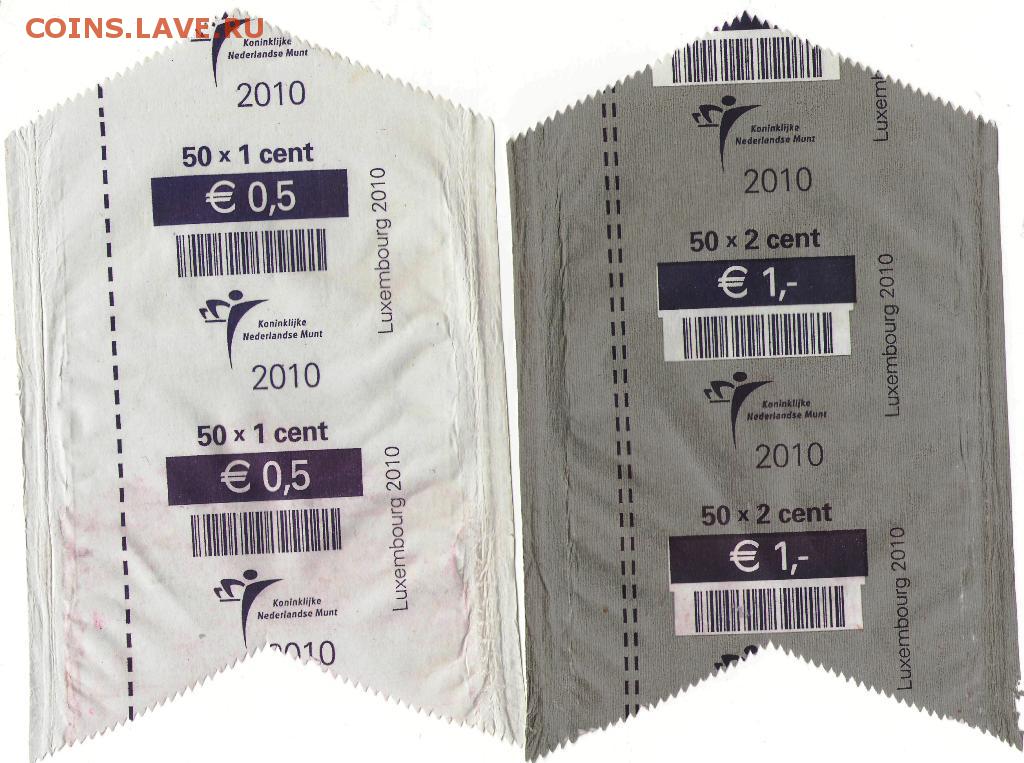 COINS.LAVE.RU
Koninklijke
Nederlandse Munt
2010
50 x 1 cent
€ 0,5
Luxembourg 2010
Koninklijke
Nederlandse Munt
2010
50 x 1 cent
€ 0,5
Luxembourg 2010
Koninklijke
Nederlandse Munt
2010
Luxem
Koninklijke
Nederlandse Munt
2010
50 x 2 cent
€ 1,-
Luxembourg 2010
Koninklijke
Nederlandse Munt
2010
50 x 2 cent
€ 1,-
Luxembourg 2010